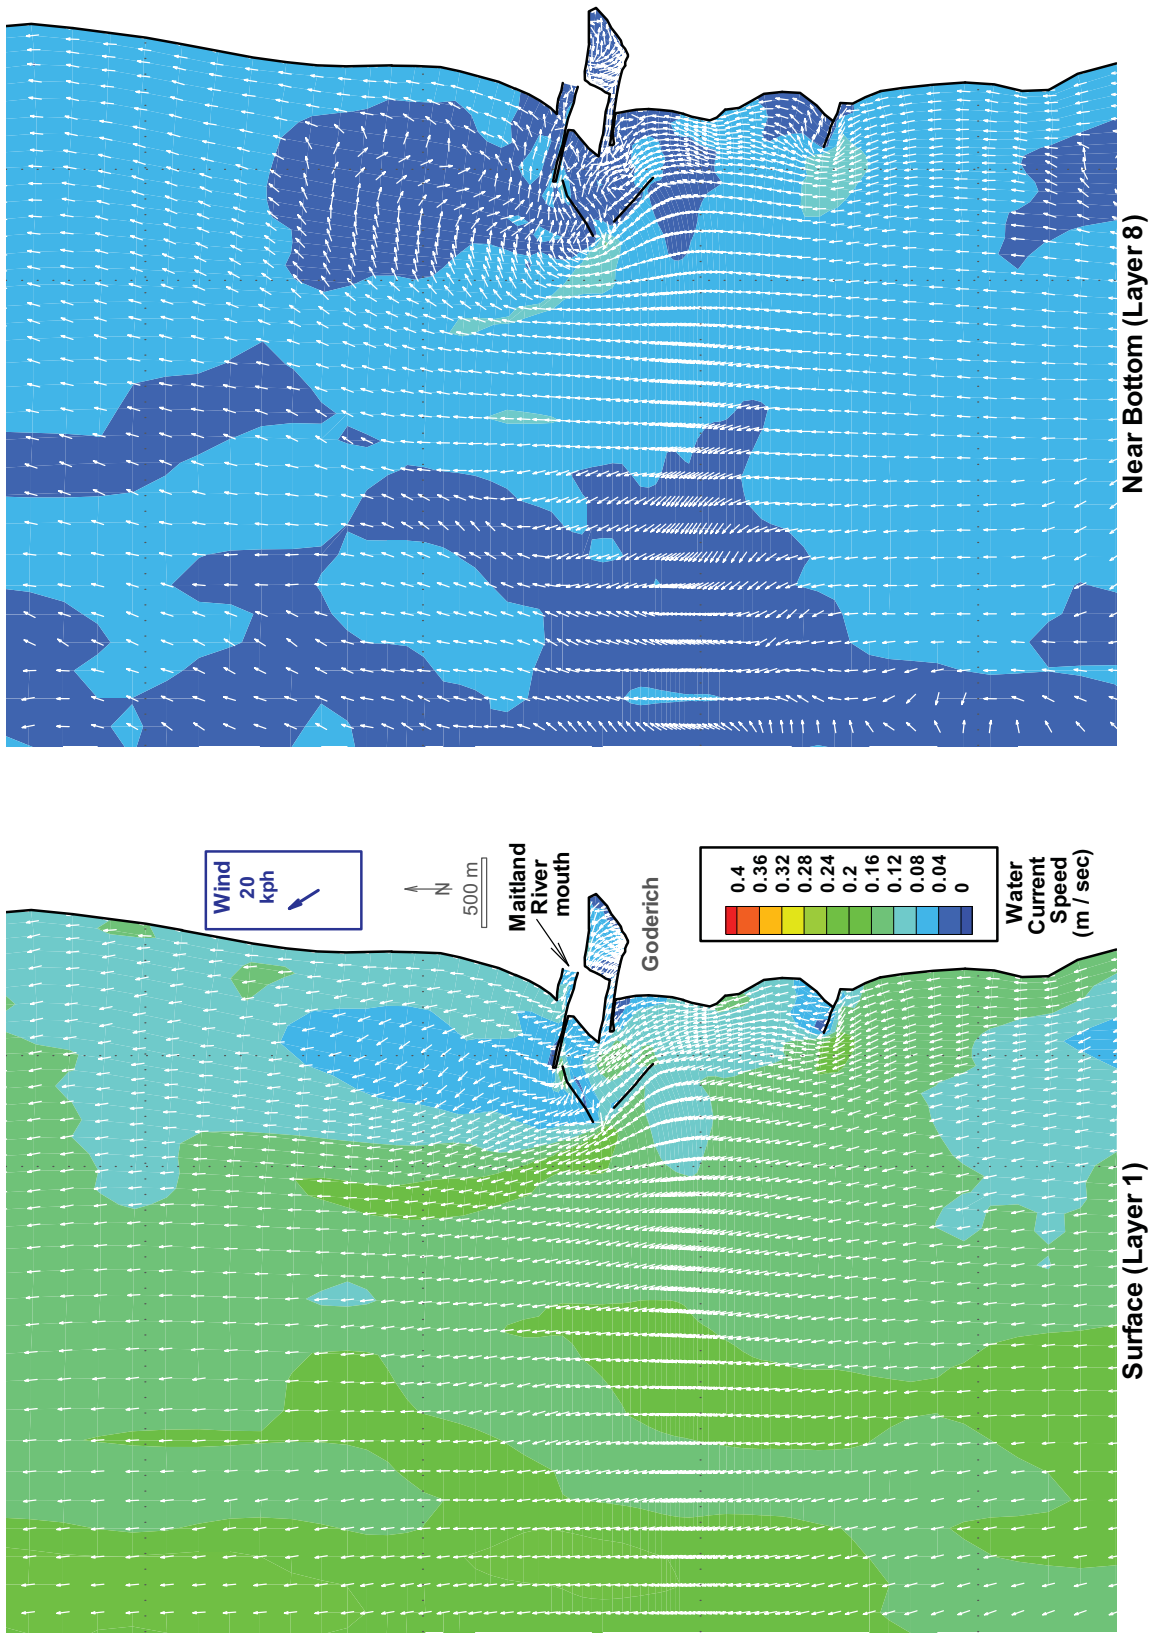 Near Bottom (Layer 8)
Wind
20
kph
N
500 m
Maitland
River
mouth
Goderich
0.4
0.36
0.32
0.28
0.24
0.2
0.16
0.12
0.08
0.04
0
Water
Current
Speed
(m / sec)
Surface (Layer 1)